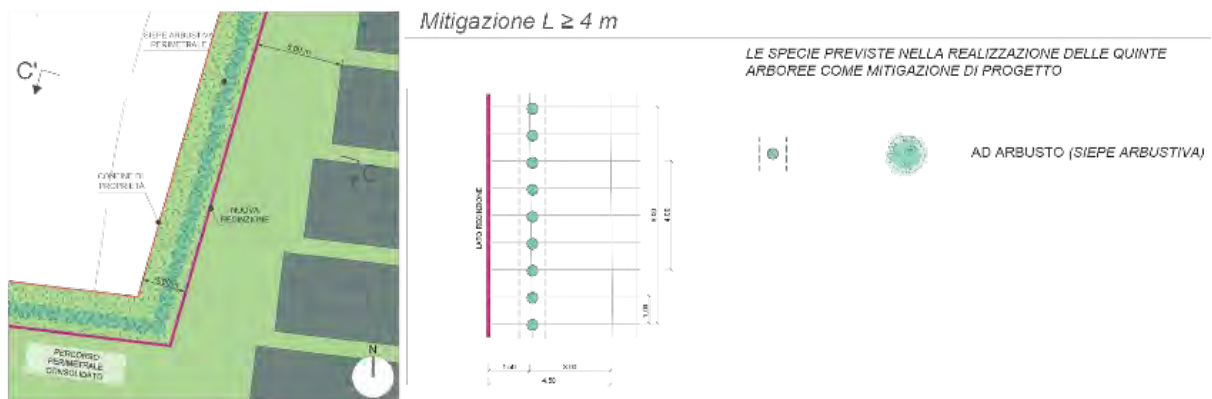 Mitigazione L ≥ 4 m
LE SPECIE PREVISTE NELLA REALIZZAZIONE DELLE QUINTE
ARBOREE COME MITIGAZIONE DI PROGETTO
AD ARBUSTO (SIEPE ARBUSTIVA)
SIEPE ARBUSTIVA
PERIMETRALE
C'
C
CONFINE DI
PROPRIETÀ
NUOVA
RECINZIONE
PERCORSO
PERIMETRALE
CONSOLIDATO
N
LATO RECINZIONE
3.00
4.50